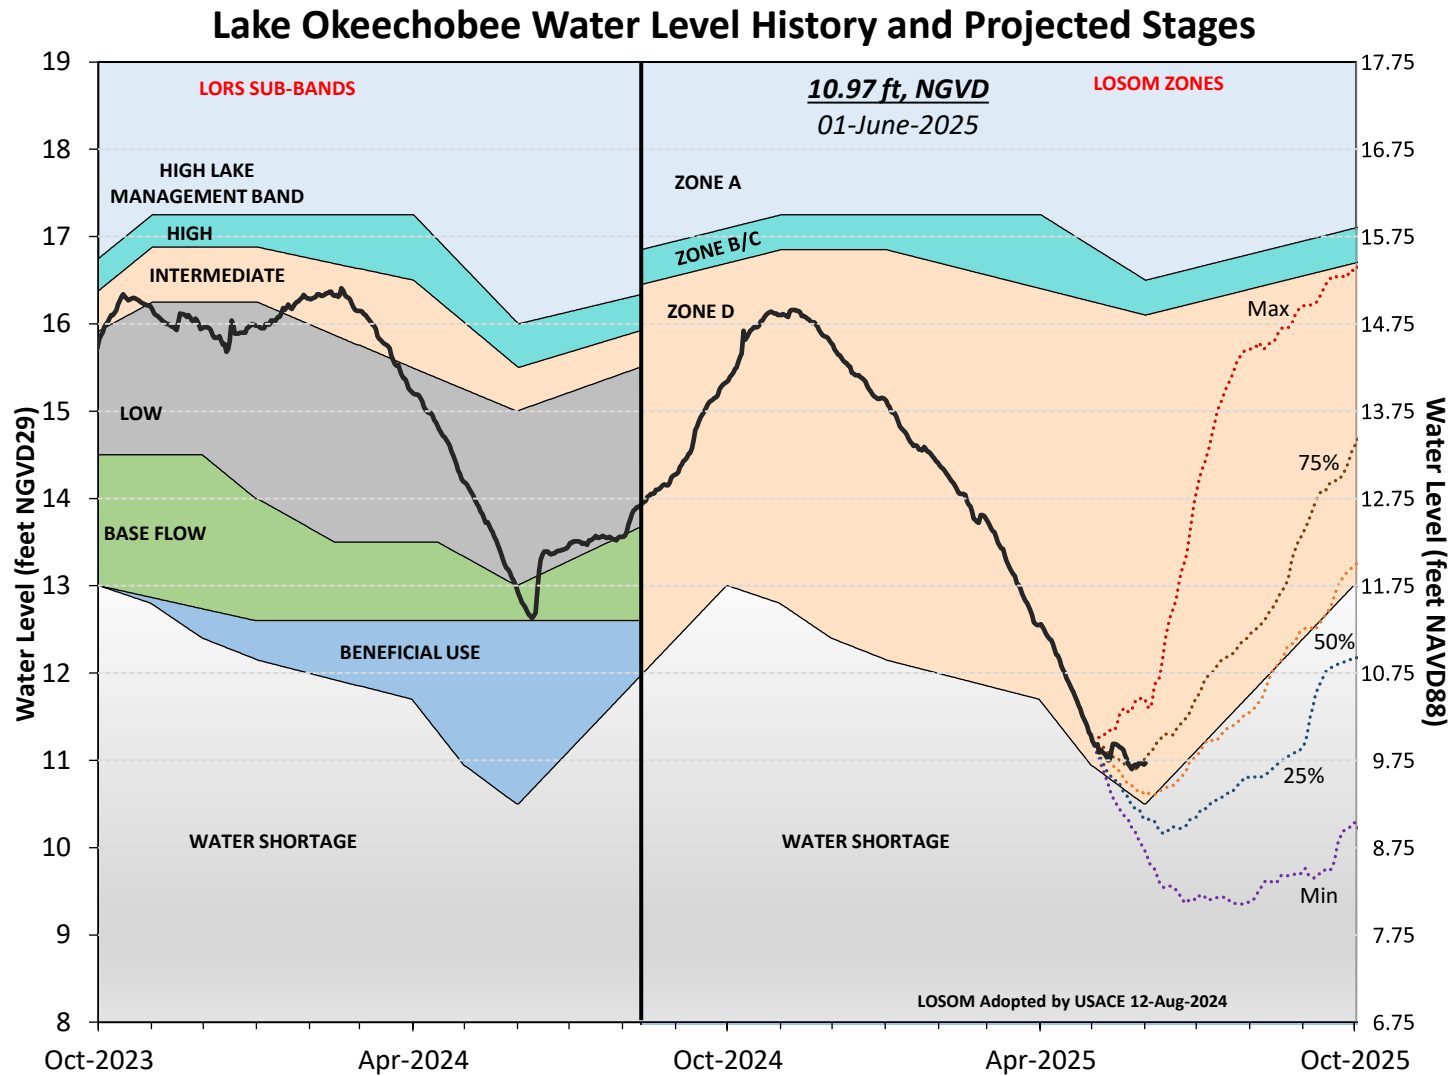 Lake Okeechobee Water Level History and Projected Stages
19
18
17
16
15
14
13
12
11
10
9
8
Water Level (feet NGVD29)
LORS SUB-BANDS
HIGH LAKE
MANAGEMENT BAND
HIGH
INTERMEDIATE
LOW
BASE FLOW
BENEFICIAL USE
WATER SHORTAGE
10.97 ft, NGVD
01-June-2025
LOSOM ZONES
ZONE A
ZONE B/C
ZONE D
WATER SHORTAGE
Max
75%
50%
25%
Min
LOSOM Adopted by USACE 12-Aug-2024
17.75
16.75
15.75
14.75
13.75
12.75
11.75
10.75
9.75
8.75
7.75
6.75
Water Level (feet NAVD88)
Oct-2023
Apr-2024
Oct-2024
Apr-2025
Oct-2025